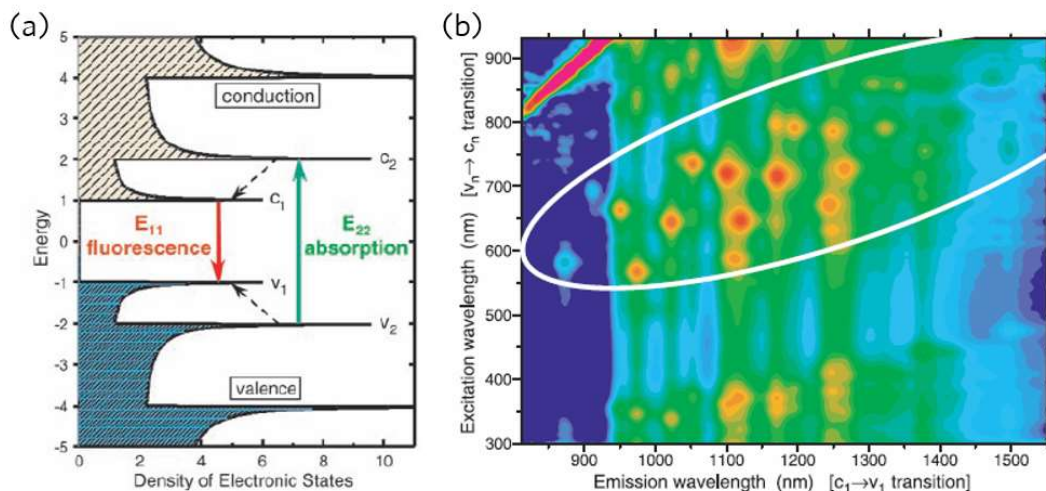 (a)
5
4
3
2
1
0
-1
-2
-3
-4
-5
Energy
conduction
C₂
C₁
E₁₁
fluorescence
E₂₂
absorption
V₁
V₂
valence
0 2 4 6 8 10
Density of Electronic States
(b)
900
800
700
600
500
400
300
Excitation wavelength (nm) [vₙ→ cₙ transition]
900 1000 1100 1200 1300 1400 1500
Emission wavelength (nm) [c₁→v₁ transition]